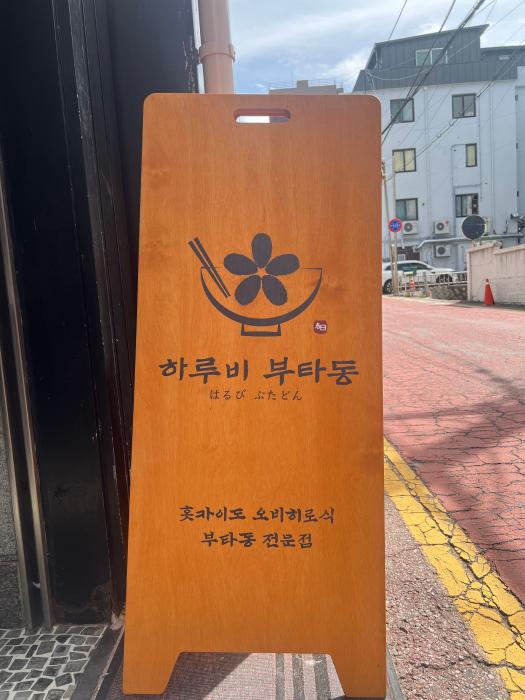 하루비 부타동
はるび ぶたどん
홋카이도 오비히로식
부타동 전문점